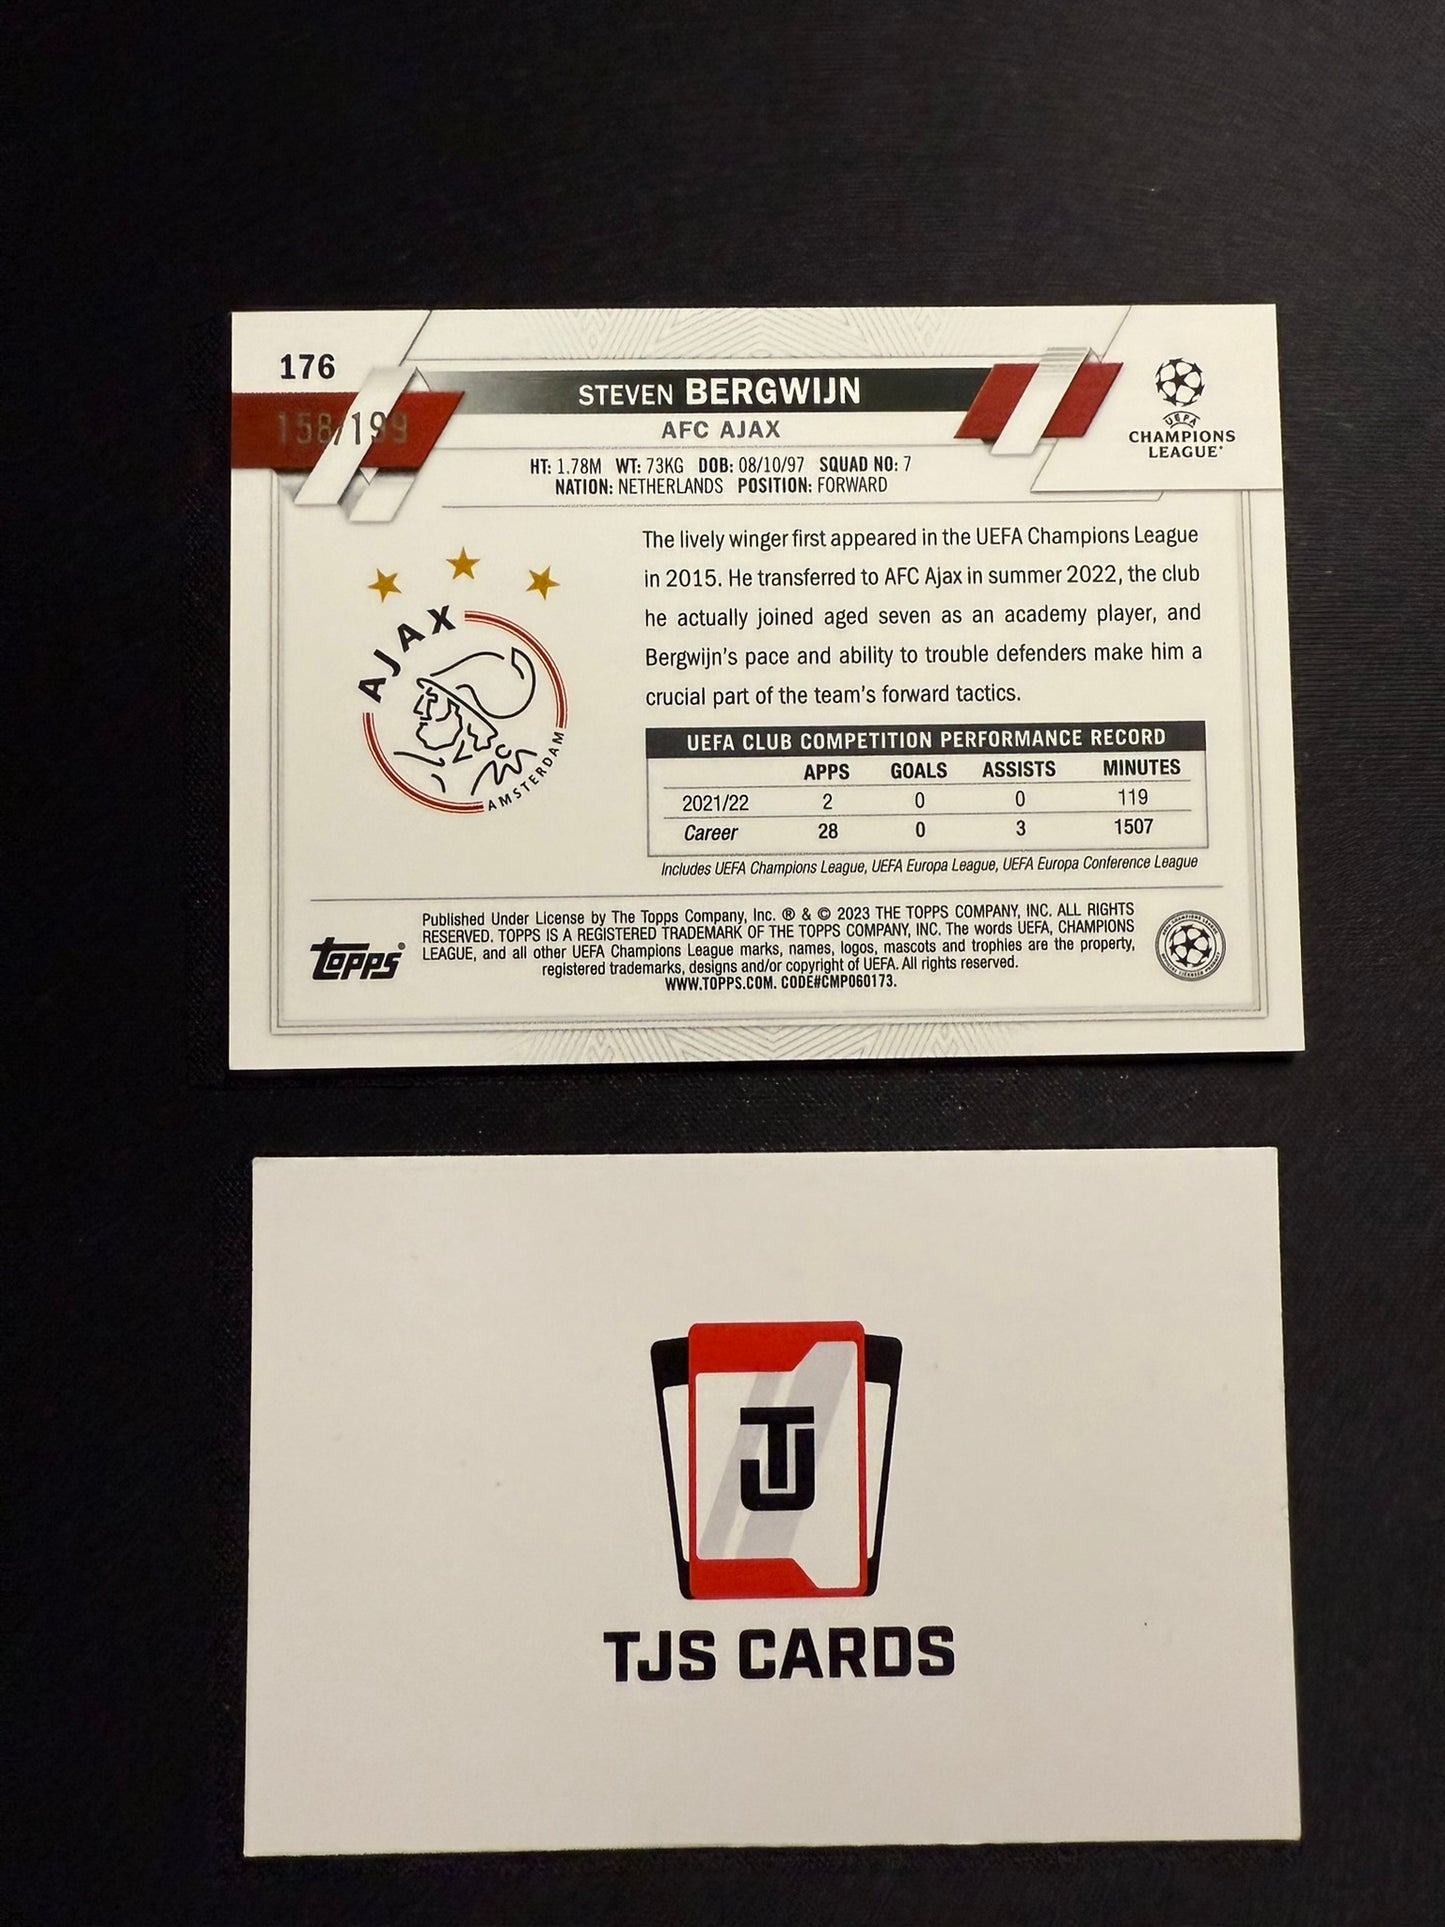 176
158/199
STEVEN BERGWIJN
AFC AJAX
HT: 1.78M WT: 73KG DOB: 08/10/97 SQUAD NO: 7
NATION: NETHERLANDS POSITION: FORWARD
UEFA
CHAMPIONS
LEAGUE
AJAX
AMSTERDAM
The lively winger first appeared in the UEFA Champions League
in 2015. He transferred to AFC Ajax in summer 2022, the club
he actually joined aged seven as an academy player, and
Bergwijn's pace and ability to trouble defenders make him a
crucial part of the team's forward tactics.
UEFA CLUB COMPETITION PERFORMANCE RECORD
APPS GOALS ASSISTS MINUTES
2021/22 2 0 0 119
Career 28 0 3 1507
Includes UEFA Champions League, UEFA Europa League, UEFA Europa Conference League
Topps®
Published Under License by The Topps Company, Inc. ® & © 2023 THE TOPPS COMPANY, INC. ALL RIGHTS
RESERVED. TOPPS IS A REGISTERED TRADEMARK OF THE TOPPS COMPANY, INC. The words UEFA, CHAMPIONS
LEAGUE, and all other UEFA Champions League marks, names, logos, mascots and trophies are the property,
registered trademarks, designs and/or copyright of UEFA. All rights reserved.
WWW.TOPPS.COM. CODE#CMP060173.
TJ
TJS CARDS